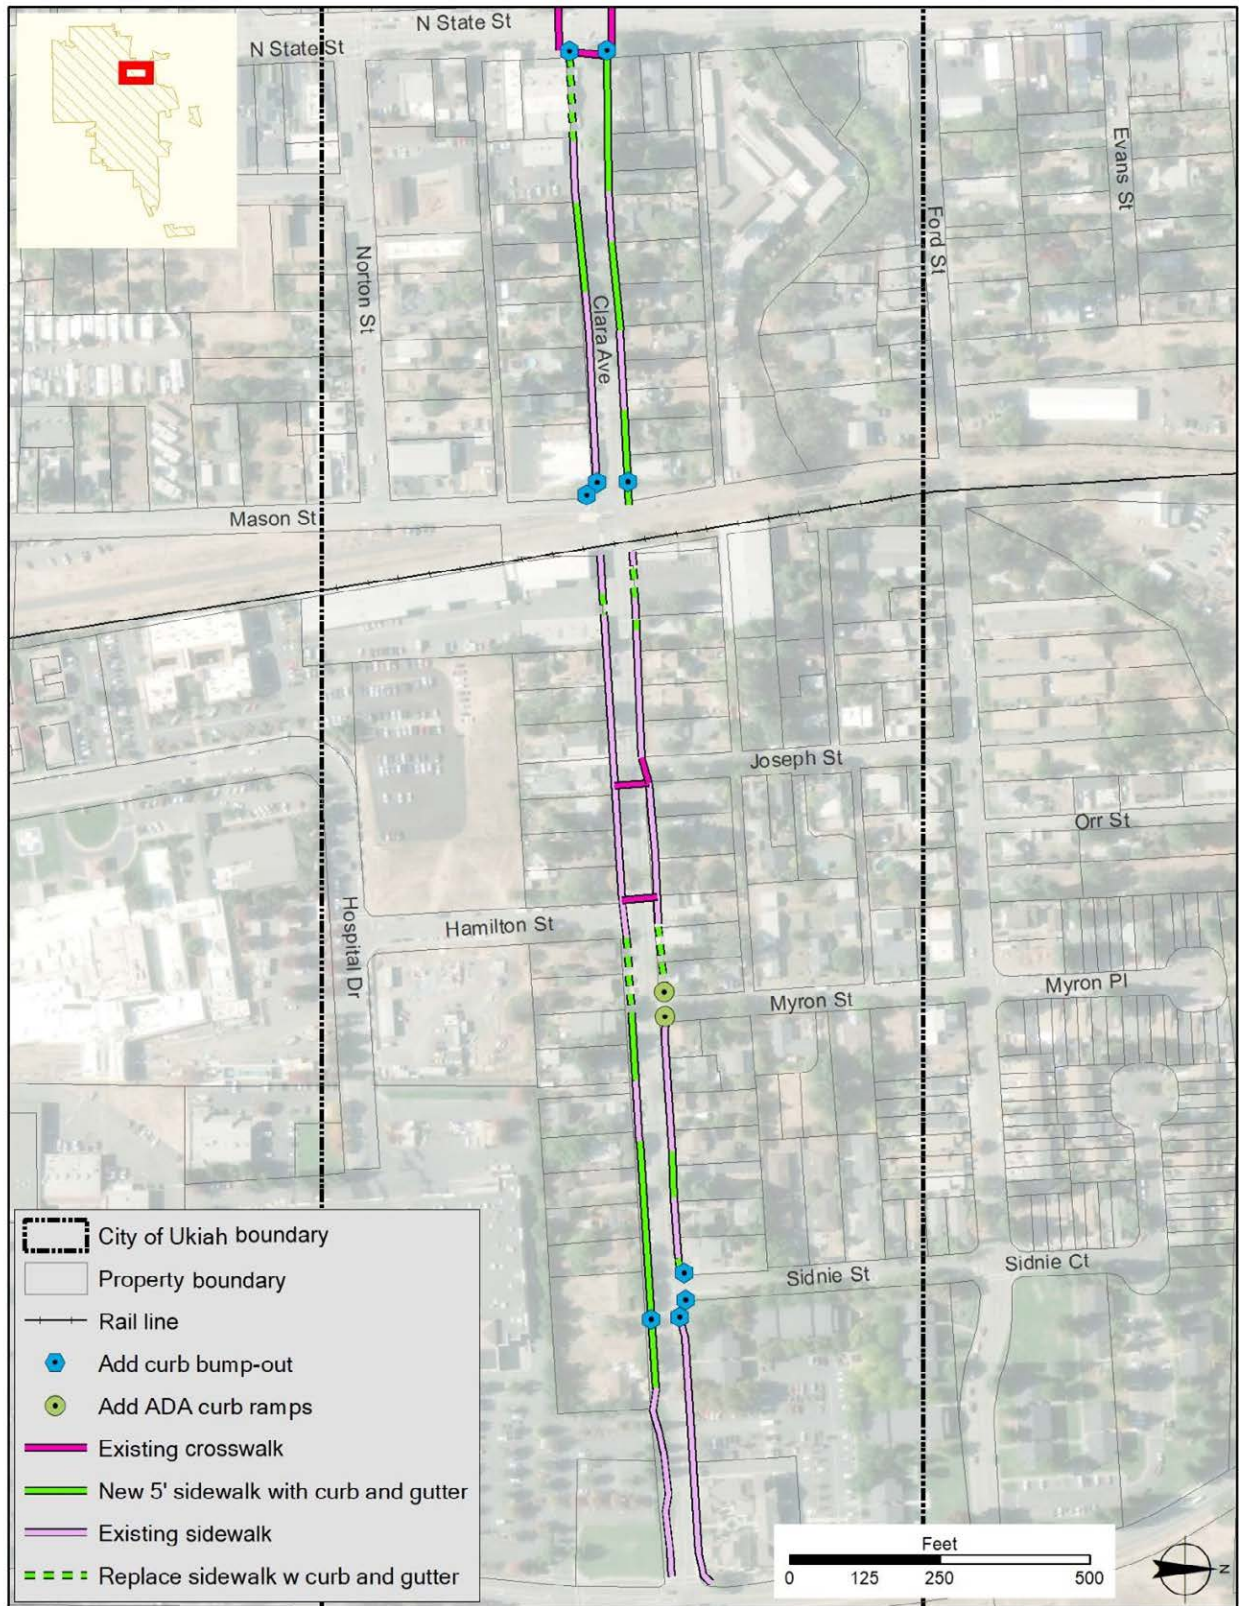 N State St
N State St
Evans St
Ford St
Norton St
Clara Ave
Mason St
Joseph St
Orr St
Hospital Dr
Hamilton St
Myron St
Myron Pl
Sidnie St
Sidnie Ct
City of Ukiah boundary
Property boundary
Rail line
Add curb bump-out
Add ADA curb ramps
Existing crosswalk
New 5' sidewalk with curb and gutter
Existing sidewalk
Replace sidewalk w curb and gutter
Feet
0 125 250 500
N